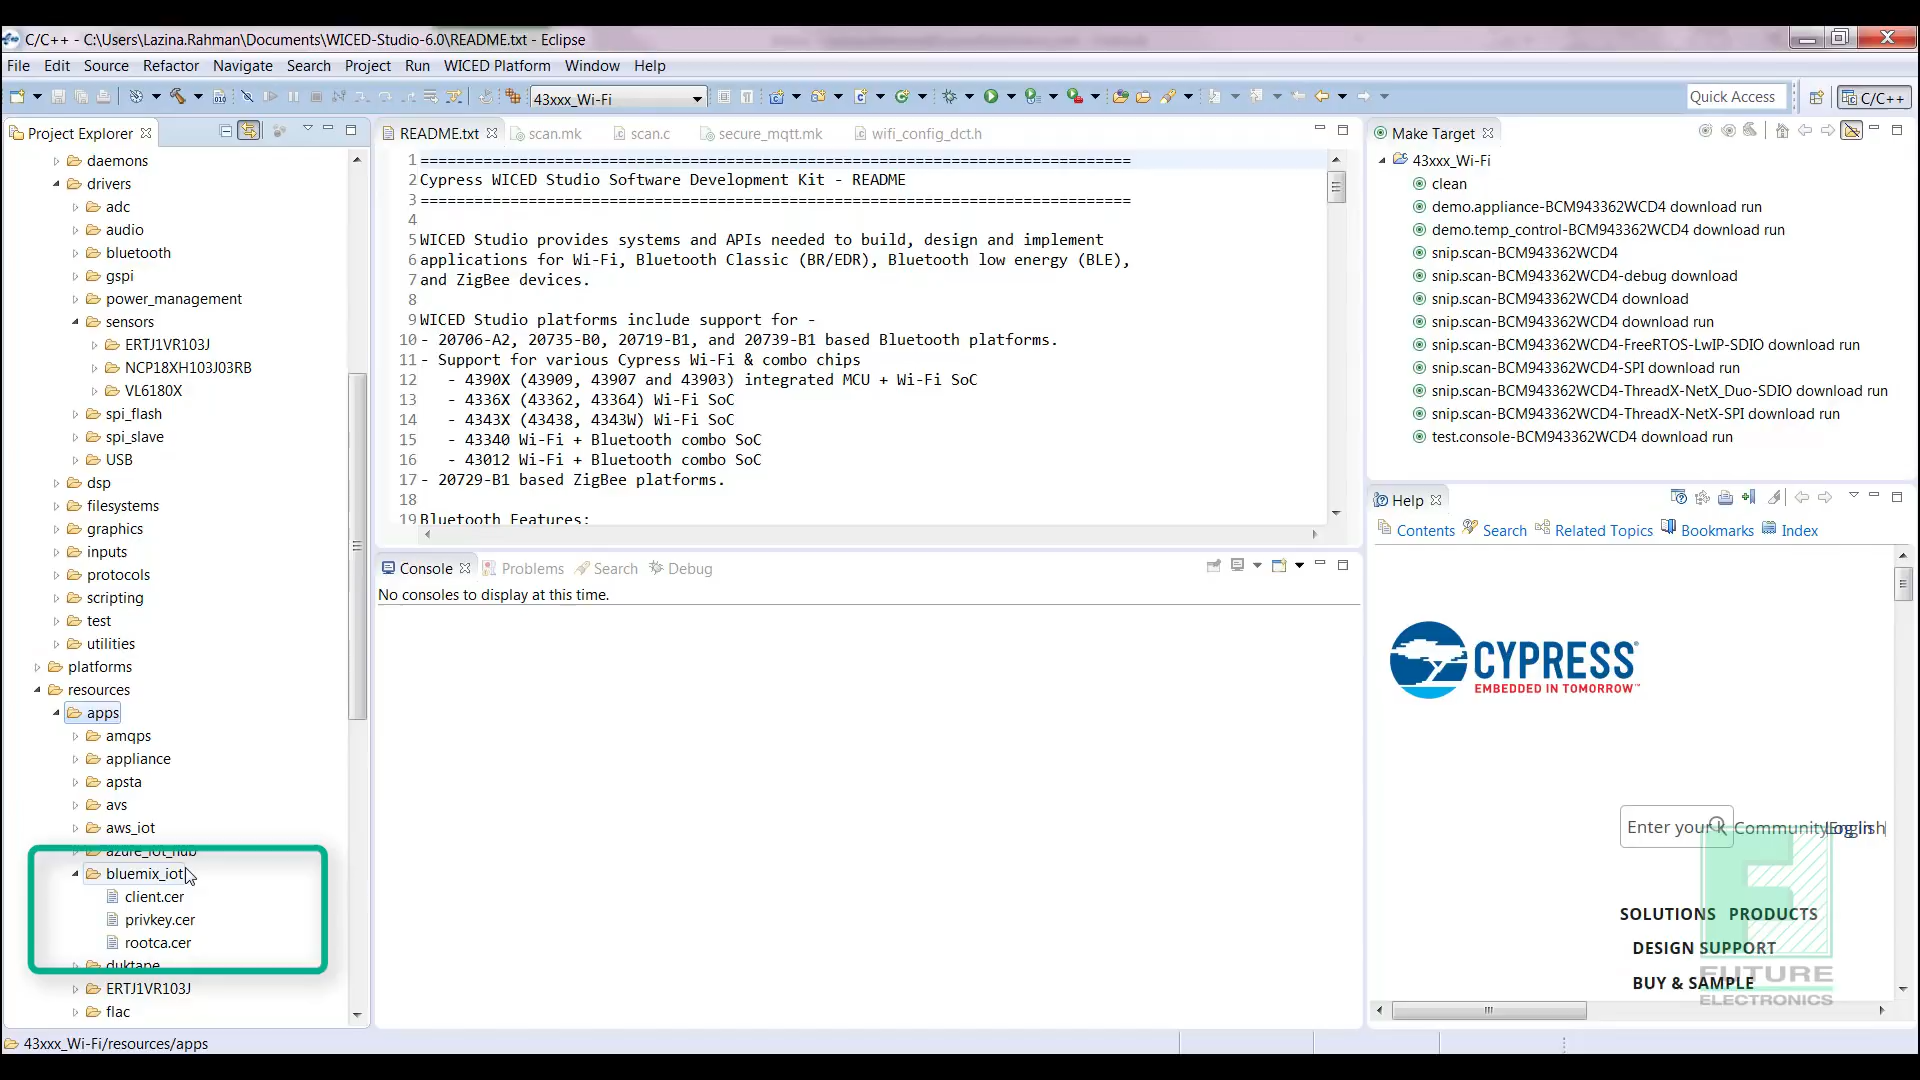 C/C++ - C:\Users\Lazina.Rahman\Documents\WICED-Studio-6.0\README.txt - Eclipse
File Edit Source Refactor Navigate Search Project Run WICED Platform Window Help
43xxx_Wi-Fi
Quick Access
C/C++
Project Explorer
daemons
drivers
adc
audio
bluetooth
gspi
power_management
sensors
ERTJ1VR103J
NCP18XH103J03RB
VL6180X
spi_flash
spi_slave
USB
dsp
filesystems
graphics
inputs
protocols
scripting
test
utilities
platforms
resources
apps
amqps
appliance
apsta
avs
aws_iot
azure_iot_hub
bluemix_iot
client.cer
privkey.cer
rootca.cer
duktape
ERTJ1VR103J
flac
43xxx_Wi-Fi/resources/apps
README.txt scan.mk scan.c secure_mqtt.mk wifi_config_dct.h
1 ===============================================================================
2 Cypress WICED Studio Software Development Kit - README
3 ===============================================================================
4
5 WICED Studio provides systems and APIs needed to build, design and implement
6 applications for Wi-Fi, Bluetooth Classic (BR/EDR), Bluetooth low energy (BLE),
7 and ZigBee devices.
8
9 WICED Studio platforms include support for -
10 - 20706-A2, 20735-B0, 20719-B1, and 20739-B1 based Bluetooth platforms.
11 - Support for various Cypress Wi-Fi & combo chips
12 - 4390X (43909, 43907 and 43903) integrated MCU + Wi-Fi SoC
13 - 4336X (43362, 43364) Wi-Fi SoC
14 - 4343X (43438, 4343W) Wi-Fi SoC
15 - 43340 Wi-Fi + Bluetooth combo SoC
16 - 43012 Wi-Fi + Bluetooth combo SoC
17 - 20729-B1 based ZigBee platforms.
18
19 Bluetooth Features:
Console Problems Search Debug
No consoles to display at this time.
Make Target
43xxx_Wi-Fi
clean
demo.appliance-BCM943362WCD4 download run
demo.temp_control-BCM943362WCD4 download run
snip.scan-BCM943362WCD4
snip.scan-BCM943362WCD4-debug download
snip.scan-BCM943362WCD4 download
snip.scan-BCM943362WCD4 download run
snip.scan-BCM943362WCD4-FreeRTOS-LwIP-SDIO download run
snip.scan-BCM943362WCD4-SPI download run
snip.scan-BCM943362WCD4-ThreadX-NetX_Duo-SDIO download run
snip.scan-BCM943362WCD4-ThreadX-NetX-SPI download run
test.console-BCM943362WCD4 download run
Help
Contents Search Related Topics Bookmarks Index
CYPRESS
EMBEDDED IN TOMORROW™
Enter your k Community English
SOLUTIONS PRODUCTS
DESIGN SUPPORT
BUY & SAMPLE
FUTURE
ELECTRONICS